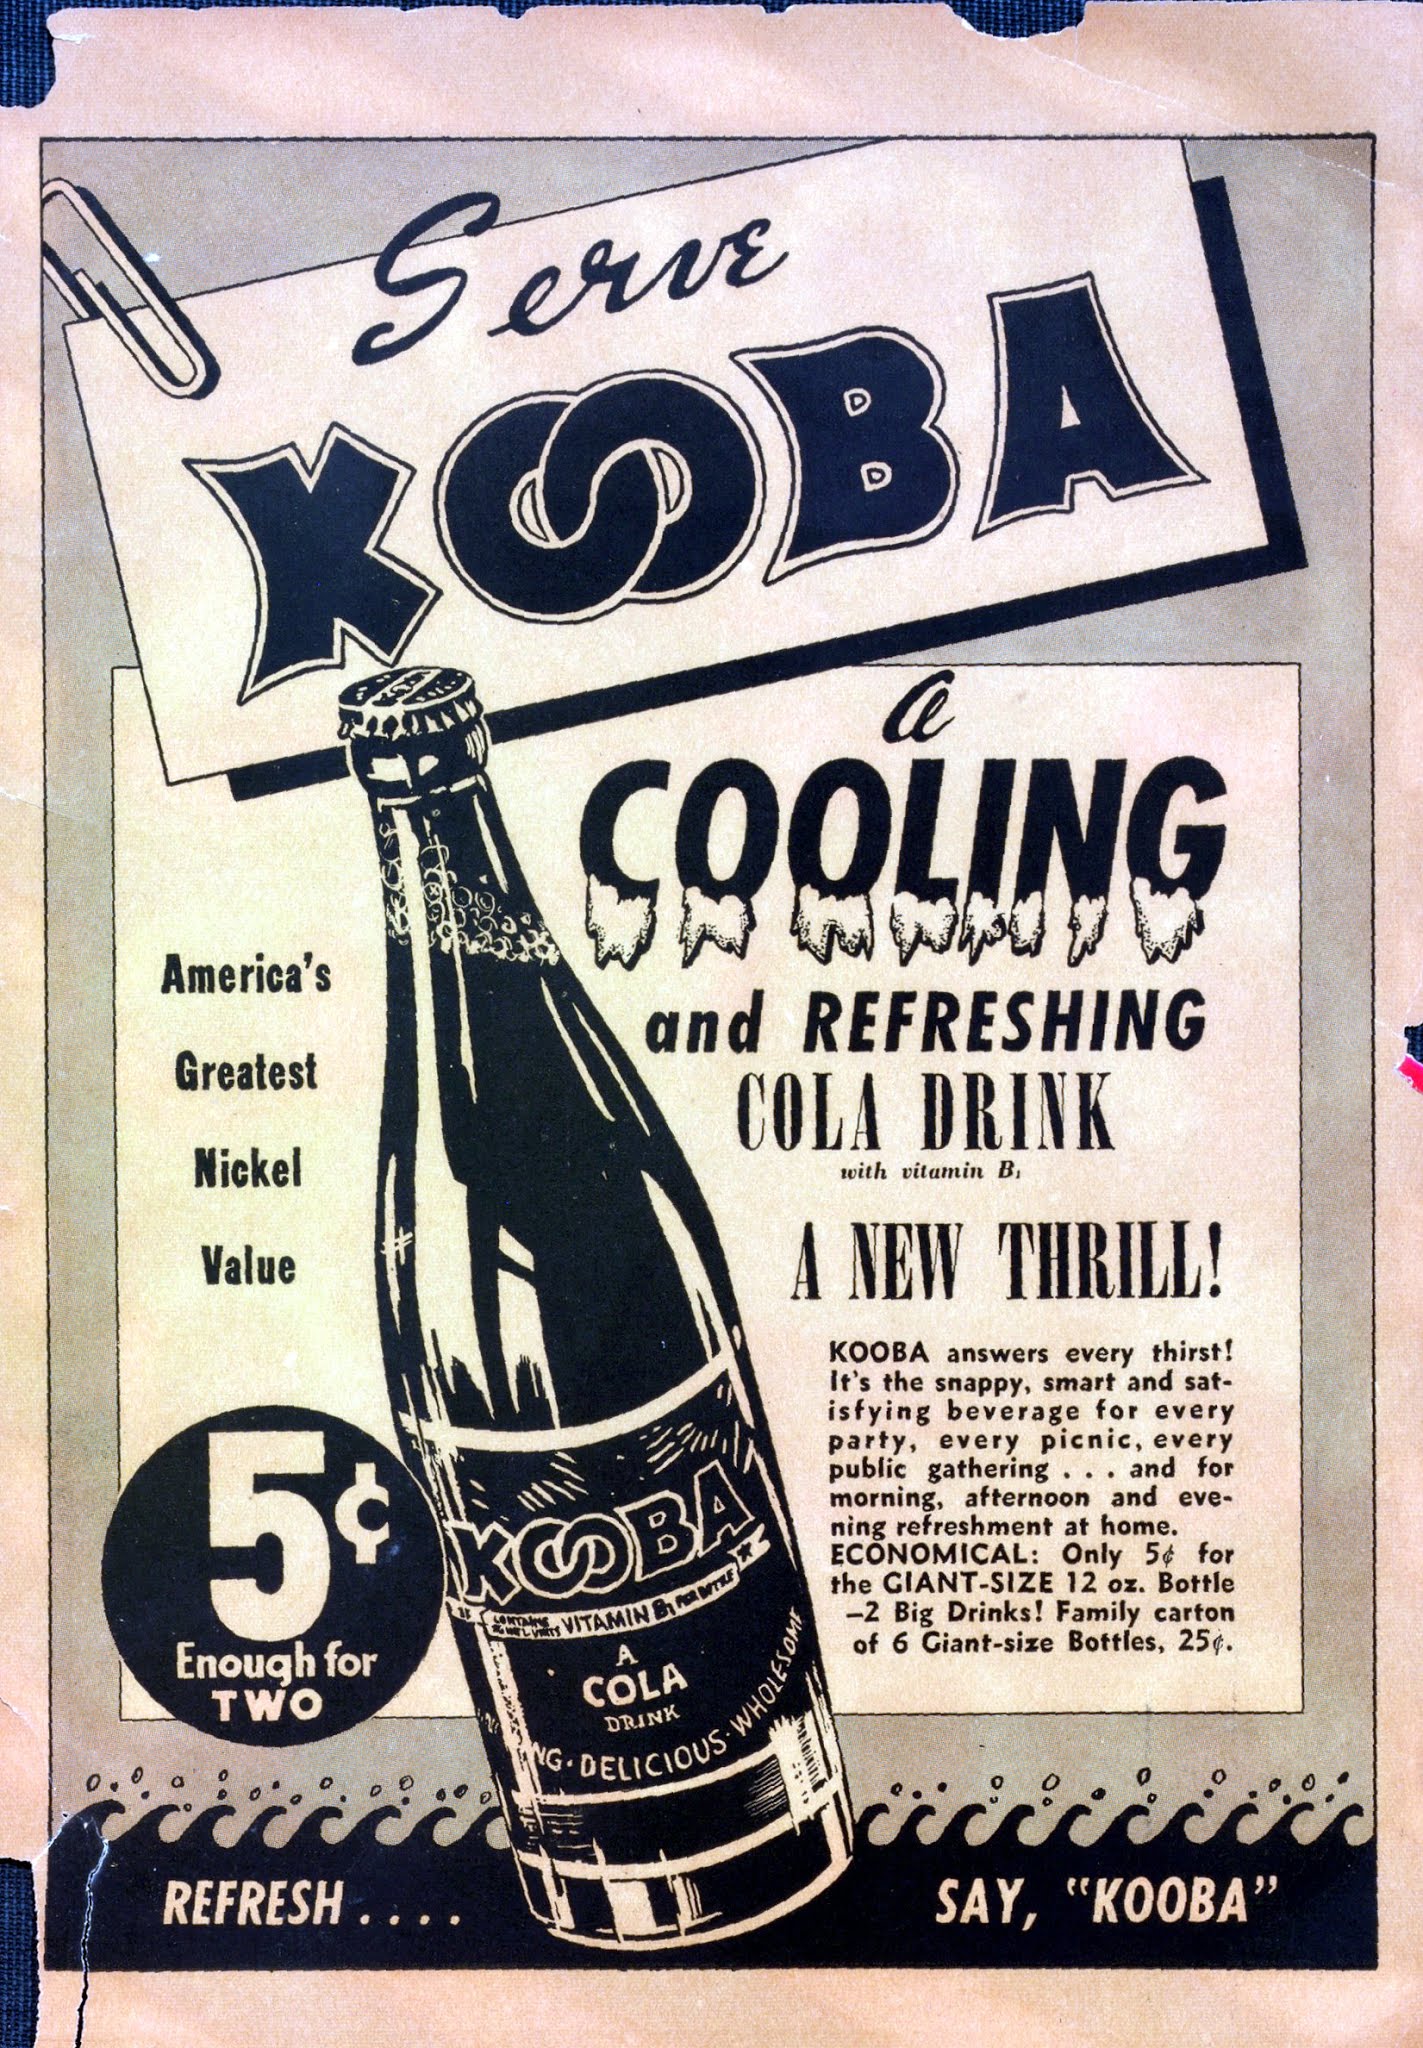 Serve
KOOBA
a
COOLING
and REFRESHING
COLA DRINK
with vitamin B₁
A NEW THRILL!
America's
Greatest
Nickel
Value
5¢
Enough for
TWO
KOOBA answers every thirst!
It's the snappy, smart and sat-
isfying beverage for every
party, every picnic, every
public gathering . . . and for
morning, afternoon and eve-
ning refreshment at home.
ECONOMICAL: Only 5¢ for
the GIANT-SIZE 12 oz. Bottle
—2 Big Drinks! Family carton
of 6 Giant-size Bottles, 25¢.
KOOBA
CONTAINS
VITAMIN B₁ PER BOTTLE
A
COLA
DRINK
NG · DELICIOUS · WHOLESOME
REFRESH . . . .
SAY, "KOOBA"